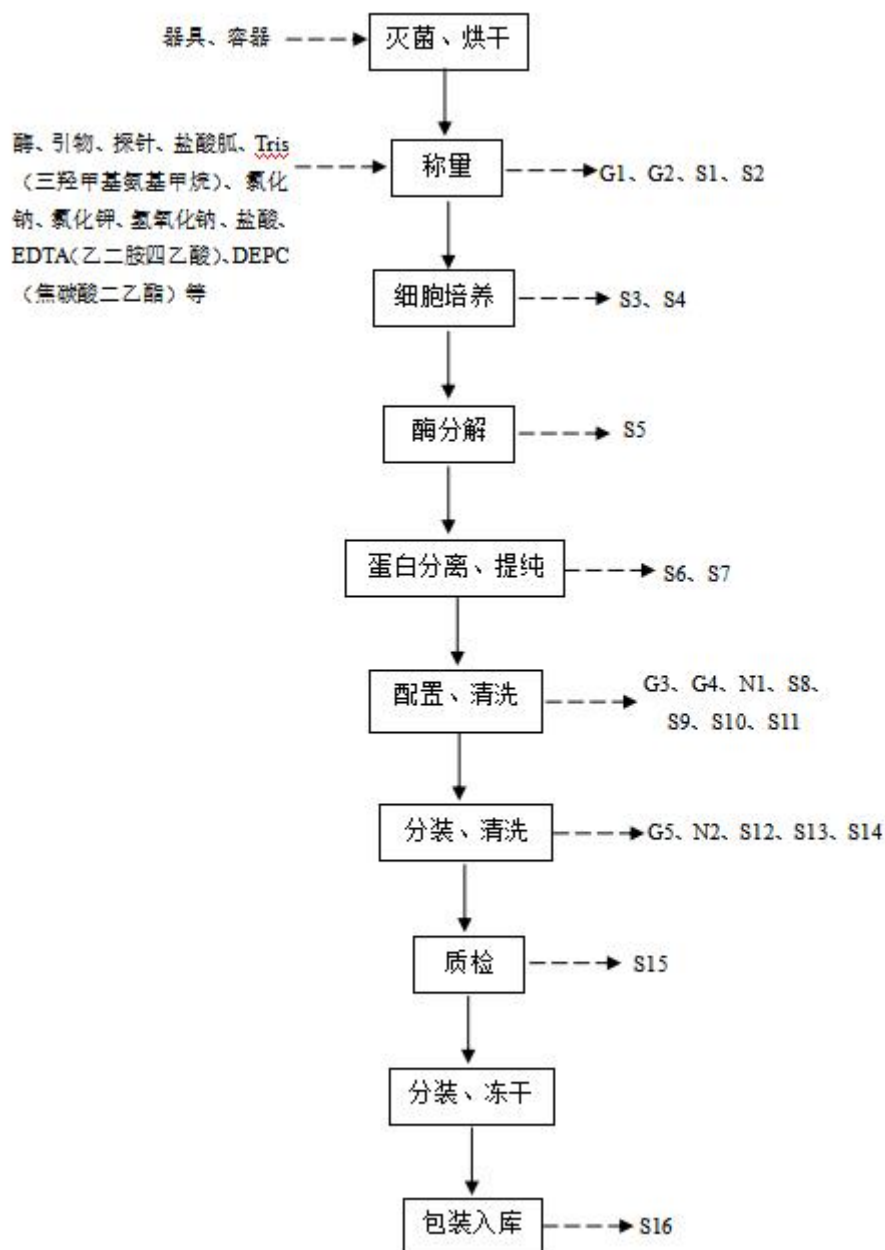 器具、容器
灭菌、烘干
酶、引物、探针、盐酸胍、Tris
（三羟甲基氨基甲烷）、氯化
钠、氯化钾、氢氧化钠、盐酸、
EDTA（乙二胺四乙酸）、DEPC
（焦碳酸二乙酯）等
称量
G1、G2、S1、S2
细胞培养
S3、S4
酶分解
S5
蛋白分离、提纯
S6、S7
配置、清洗
G3、G4、N1、S8、
S9、S10、S11
分装、清洗
G5、N2、S12、S13、S14
质检
S15
分装、冻干
包装入库
S16